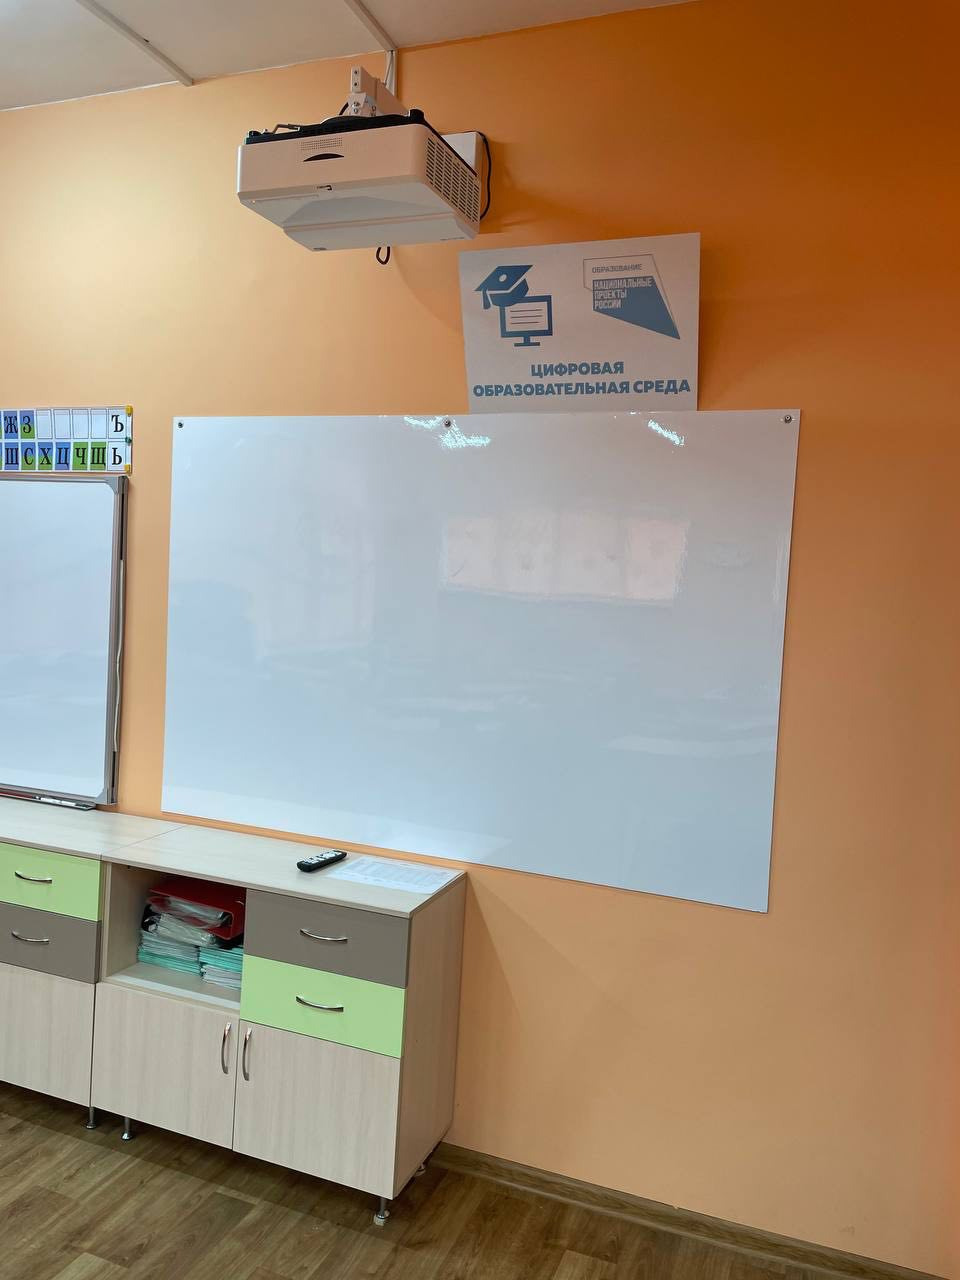 ОБРАЗОВАНИЕ
НАЦИОНАЛЬНЫЕ
ПРОЕКТЫ
РОССИИ
ЦИФРОВАЯ
ОБРАЗОВАТЕЛЬНАЯ СРЕДА
Ж З Ъ
Ш С Х Ц Ч Щ Ь